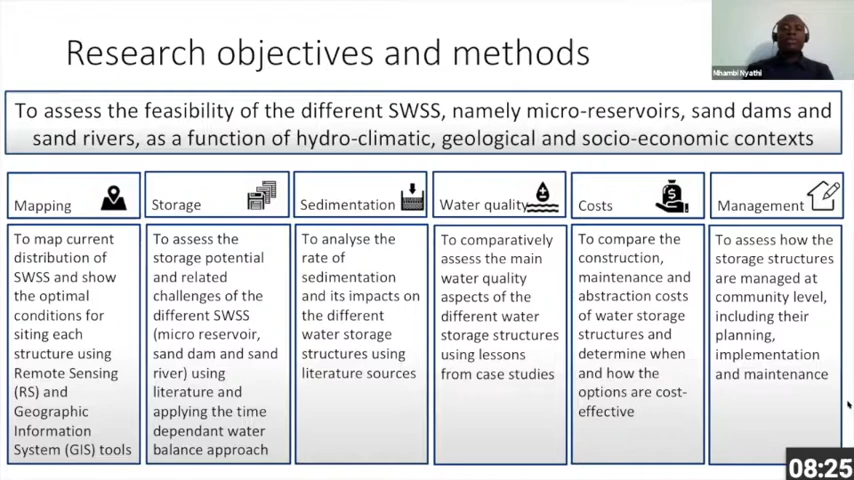 Research objectives and methods
Nhambi Nyathi
To assess the feasibility of the different SWSS, namely micro-reservoirs, sand dams and
sand rivers, as a function of hydro-climatic, geological and socio-economic contexts
Mapping
To map current
distribution of
SWSS and show
the optimal
conditions for
siting each
structure using
Remote Sensing
(RS) and
Geographic
Information
System (GIS) tools
Storage
To assess the
storage potential
and related
challenges of the
different SWSS
(micro reservoir,
sand dam and sand
river) using
literature and
applying the time
dependant water
balance approach
Sedimentation
To analyse the
rate of
sedimentation
and its impacts on
the different
water storage
structures using
literature sources
Water quality
To comparatively
assess the main
water quality
aspects of the
different water
storage structures
using lessons
from case studies
Costs
To compare the
construction,
maintenance and
abstraction costs
of water storage
structures and
determine when
and how the
options are cost-
effective
Management
To assess how the
storage structures
are managed at
community level,
including their
planning,
implementation
and maintenance
08:25